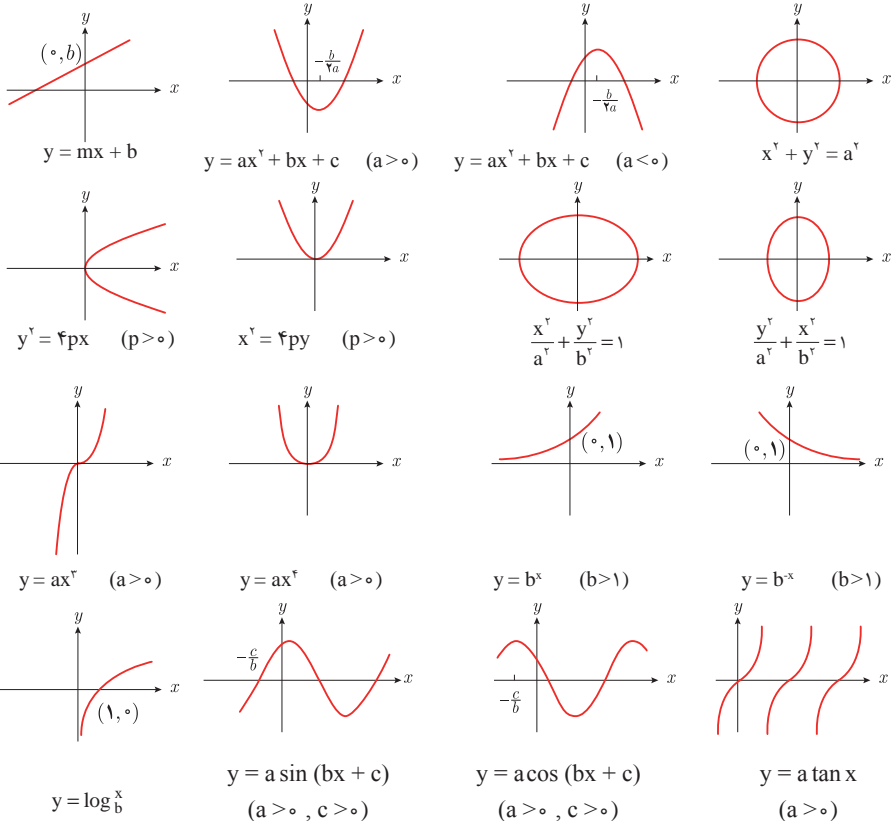 y
(۰,b)
x
y = mx + b
y
−b/۲a
x
y = ax۲ + bx + c (a>۰)
y
x
−b/۲a
y = ax۲ + bx + c (a<۰)
y
x
x۲ + y۲ = a۲
y
x
y۲ = ۴px (p>۰)
y
x
x۲ = ۴py (p>۰)
y
x
x۲/a۲ + y۲/b۲ = ۱
y
x
y۲/a۲ + x۲/b۲ = ۱
y
x
y = ax۳ (a>۰)
y
x
y = ax۴ (a>۰)
y
x
(۰,۱)
y = bx (b>۱)
y
x
(۰,۱)
y = b-x (b>۱)
y
x
(۱,۰)
y = log x b
y
−c/b
x
y = a sin (bx + c)
(a>۰ , c>۰)
y
x
−c/b
y = acos (bx + c)
(a>۰ , c>۰)
y
x
y = a tan x
(a>۰)